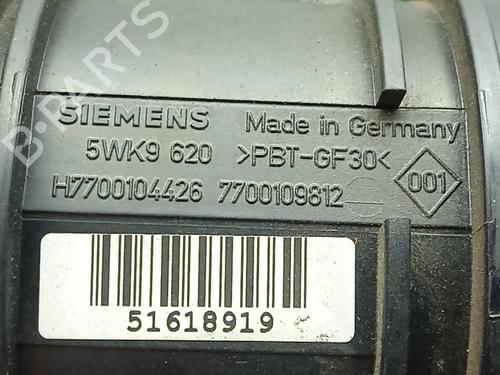 SIEMENS Made in Germany
5WK9 620 >PBT-GF30<
H7700104426 7700109812
001
51618919
B-PARTS